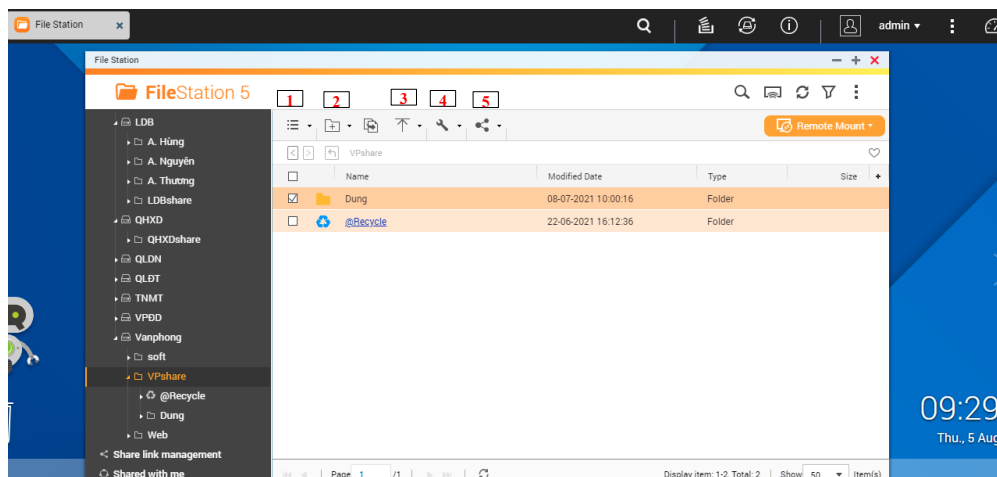 File Station
admin
File Station
FileStation 5
1 2 3 4 5
Remote Mount
LDB
A. Hùng
A. Nguyên
A. Thương
LDBshare
QHXD
QHXDshare
QLDN
QLĐT
TNMT
VPĐD
Vanphong
soft
VPshare
@Recycle
Dung
Web
Share link management
Shared with me
VPshare
Name Modified Date Type Size +
Dung 08-07-2021 10:00:16 Folder
@Recycle 22-06-2021 16:12:36 Folder
Page 1 /1 Display item: 1-2, Total: 2 Show 50 Item(s)
09:29
Thu., 5 Aug